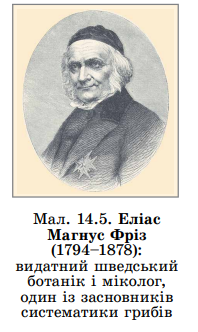 Мал. 14.5. Еліас
Магнус Фріз
(1794–1878):
видатний шведський
ботанік і міколог,
один із засновників
систематики грибів